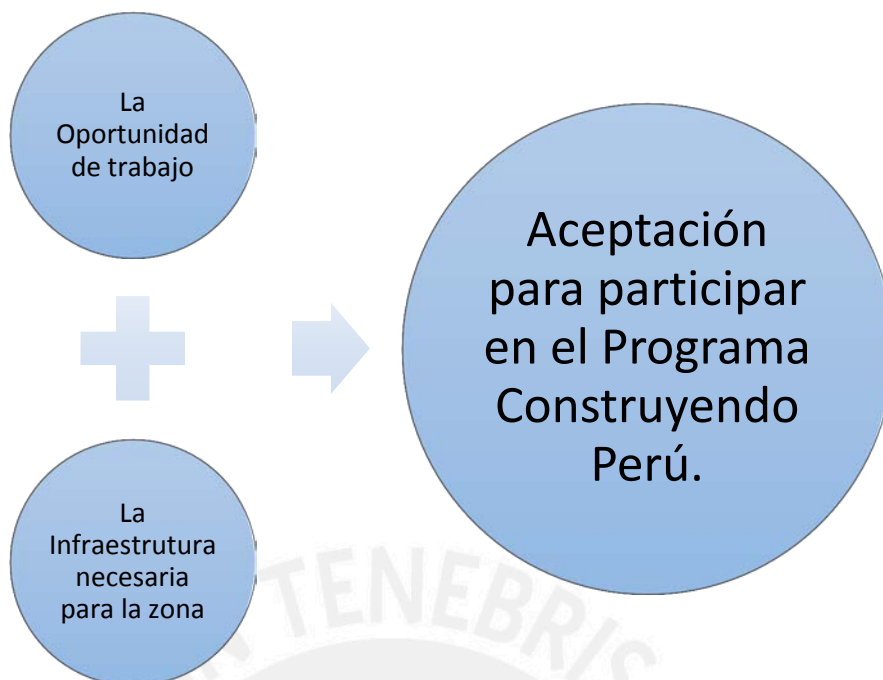 La
Oportunidad
de trabajo
La
Infraestrutura
necesaria
para la zona
Aceptación
para participar
en el Programa
Construyendo
Perú.
IN TENEBRIS